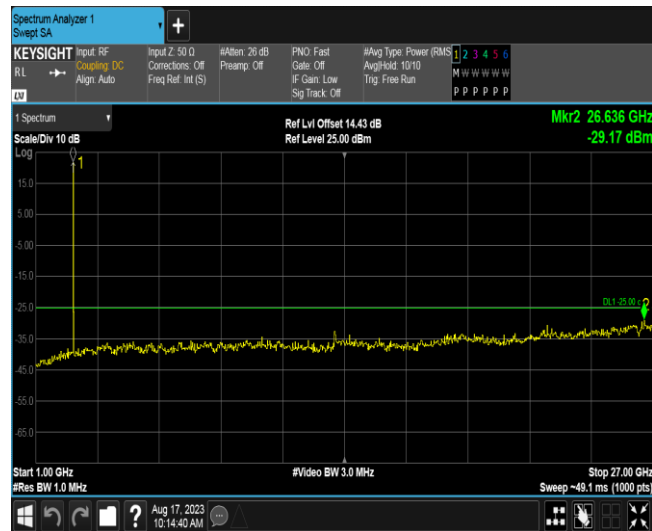 Spectrum Analyzer 1
Swept SA
+
KEYSIGHT
RL
LXI
Input: RF
Coupling: DC
Align: Auto
Input Z: 50 Ω
Corrections: Off
Freq Ref: Int (S)
#Atten: 26 dB
Preamp: Off
PNO: Fast
Gate: Off
IF Gain: Low
Sig Track: Off
#Avg Type: Power (RMS
Avg|Hold: 10/10
Trig: Free Run
1 2 3 4 5 6
M W W W W W
P P P P P P
1 Spectrum
Scale/Div 10 dB
Log
Ref Lvl Offset 14.43 dB
Ref Level 25.00 dBm
Mkr2 26.636 GHz
-29.17 dBm
1
15.0
5.00
-5.00
-15.0
-25.0
DL1 -25.00
2
-35.0
-45.0
-55.0
-65.0
Start 1.00 GHz
#Video BW 3.0 MHz
Stop 27.00 GHz
#Res BW 1.0 MHz
Sweep ~49.1 ms (1000 pts)
?
Aug 17, 2023
10:14:40 AM